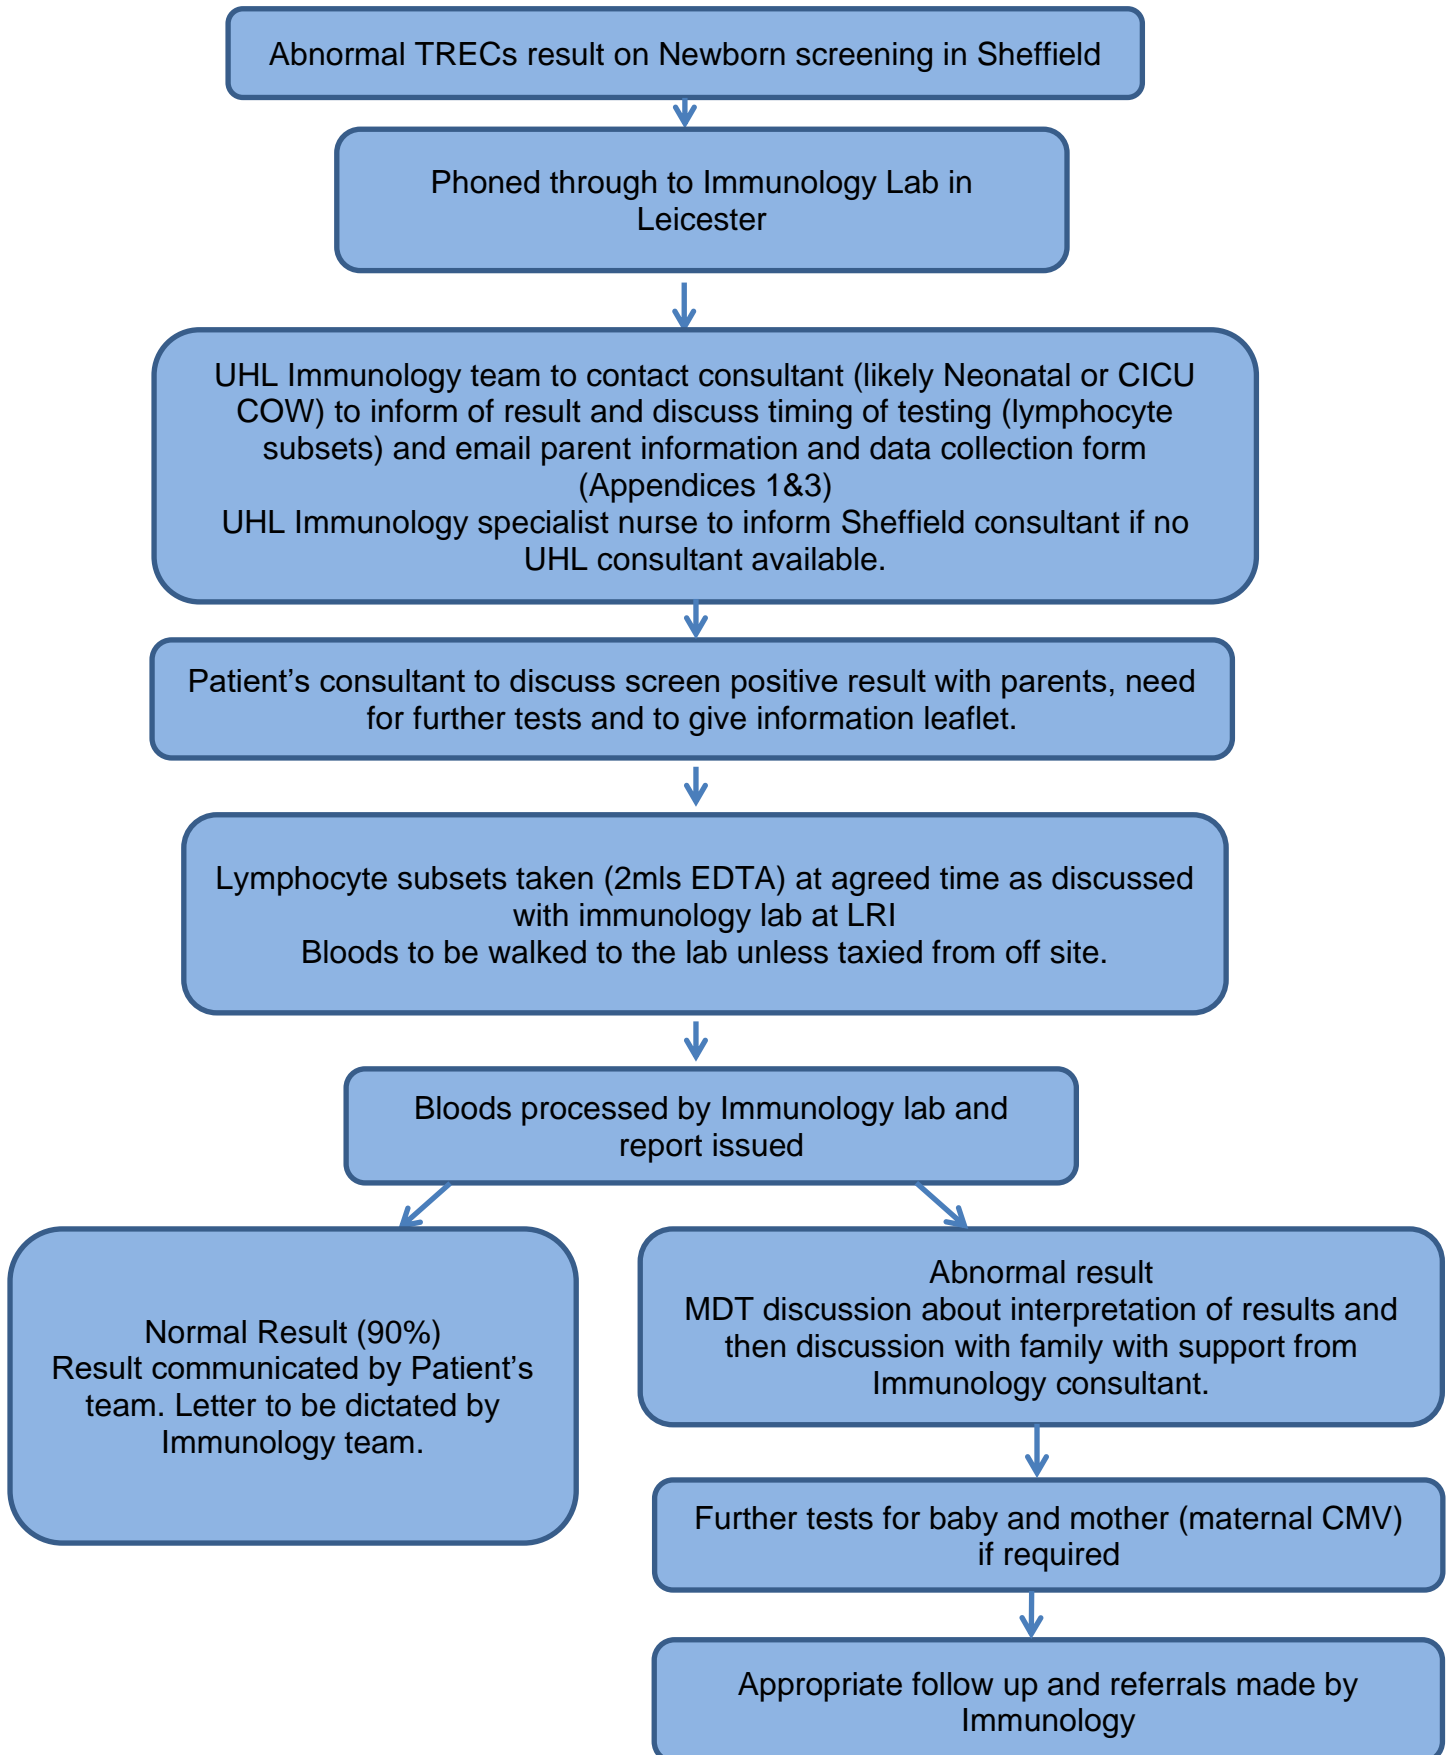 Abnormal TRECs result on Newborn screening in Sheffield
Phoned through to Immunology Lab in
Leicester
UHL Immunology team to contact consultant (likely Neonatal or CICU
COW) to inform of result and discuss timing of testing (lymphocyte
subsets) and email parent information and data collection form
(Appendices 1&3)
UHL Immunology specialist nurse to inform Sheffield consultant if no
UHL consultant available.
Patient’s consultant to discuss screen positive result with parents, need
for further tests and to give information leaflet.
Lymphocyte subsets taken (2mls EDTA) at agreed time as discussed
with immunology lab at LRI
Bloods to be walked to the lab unless taxied from off site.
Bloods processed by Immunology lab and
report issued
Normal Result (90%)
Result communicated by Patient’s
team. Letter to be dictated by
Immunology team.
Abnormal result
MDT discussion about interpretation of results and
then discussion with family with support from
Immunology consultant.
Further tests for baby and mother (maternal CMV)
if required
Appropriate follow up and referrals made by
Immunology